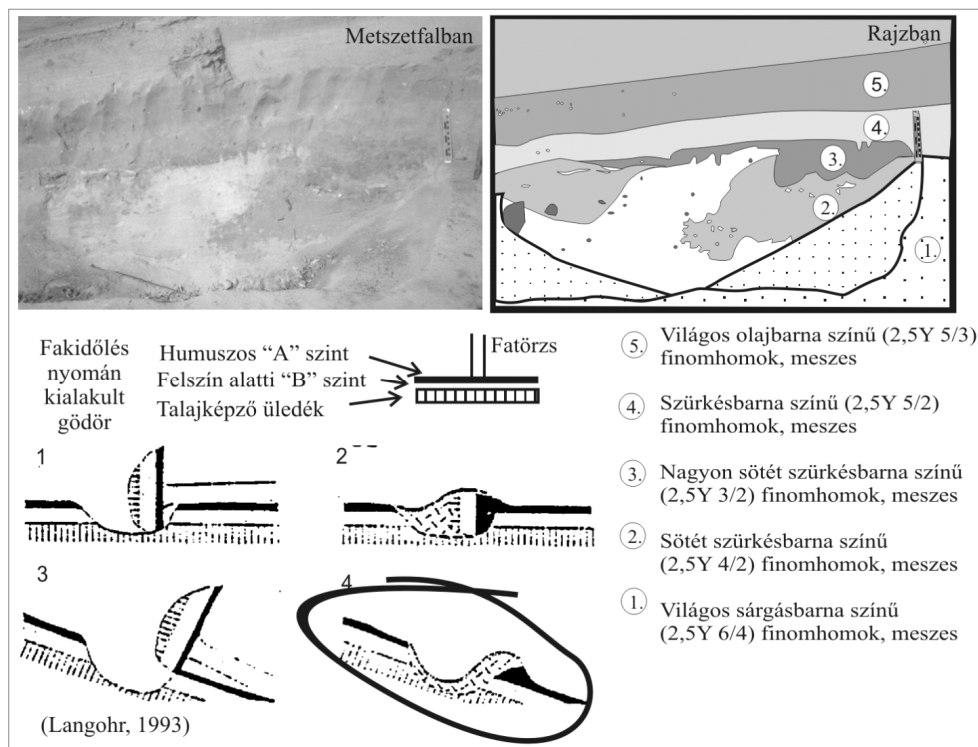 Metszetfalban
Rajzban
5.
4.
3.
2.
1.
Fakidőlés
nyomán
kialakult
gödör
Humuszos “A” szint
Felszín alatti “B” szint
Talajképző üledék
Fatörzs
1
2
3
4
(Langohr, 1993)
5. Világos olajbarna színű (2,5Y 5/3)
finomhomok, meszes
4. Szürkésbarna színű (2,5Y 5/2)
finomhomok, meszes
3. Nagyon sötét szürkésbarna színű
(2,5Y 3/2) finomhomok, meszes
2. Sötét szürkésbarna színű
(2,5Y 4/2) finomhomok, meszes
1. Világos sárgásbarna színű
(2,5Y 6/4) finomhomok, meszes